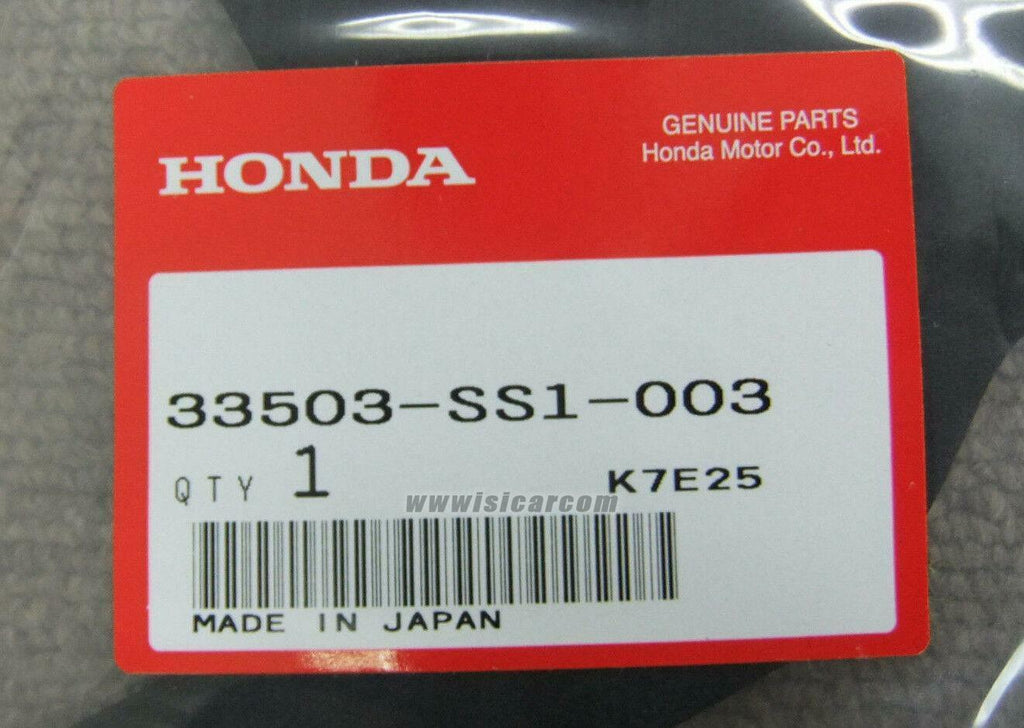 HONDA
GENUINE PARTS
Honda Motor Co., Ltd.
33503-SS1-003
QTY 1
K7E25
wwwisicarcom
MADE IN JAPAN